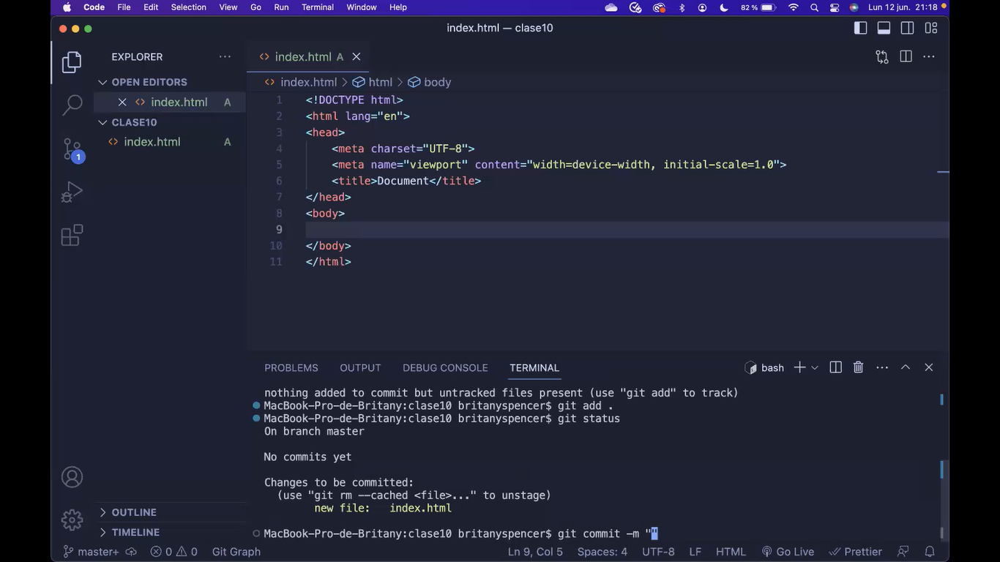 Code File Edit Selection View Go Run Terminal Window Help 82 % Lun 12 jun. 21:18
index.html — clase10
EXPLORER
index.html A
OPEN EDITORS
index.html > html > body
index.html A
CLASE10
index.html A
1
1 <!DOCTYPE html>
2 <html lang="en">
3 <head>
4 <meta charset="UTF-8">
5 <meta name="viewport" content="width=device-width, initial-scale=1.0">
6 <title>Document</title>
7 </head>
8 <body>
9
10 </body>
11 </html>
PROBLEMS OUTPUT DEBUG CONSOLE TERMINAL bash
nothing added to commit but untracked files present (use "git add" to track)
MacBook-Pro-de-Britany:clase10 britanyspencer$ git add .
MacBook-Pro-de-Britany:clase10 britanyspencer$ git status
On branch master
No commits yet
Changes to be committed:
(use "git rm --cached <file>..." to unstage)
new file: index.html
MacBook-Pro-de-Britany:clase10 britanyspencer$ git commit -m ""
OUTLINE
TIMELINE
master+ 0 0 Git Graph Ln 9, Col 5 Spaces: 4 UTF-8 LF HTML Go Live Prettier